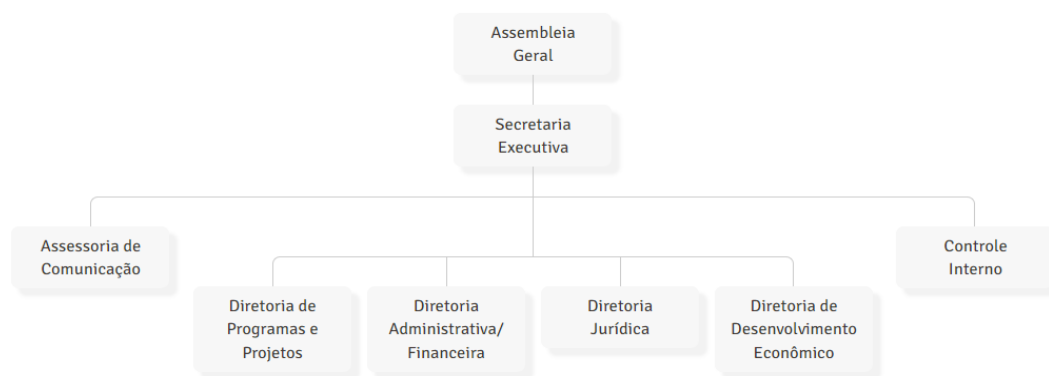 Assembleia
Geral
Secretaria
Executiva
Assessoria de
Comunicação
Controle
Interno
Diretoria de
Programas e
Projetos
Diretoria
Administrativa/
Financeira
Diretoria
Jurídica
Diretoria de
Desenvolvimento
Econômico